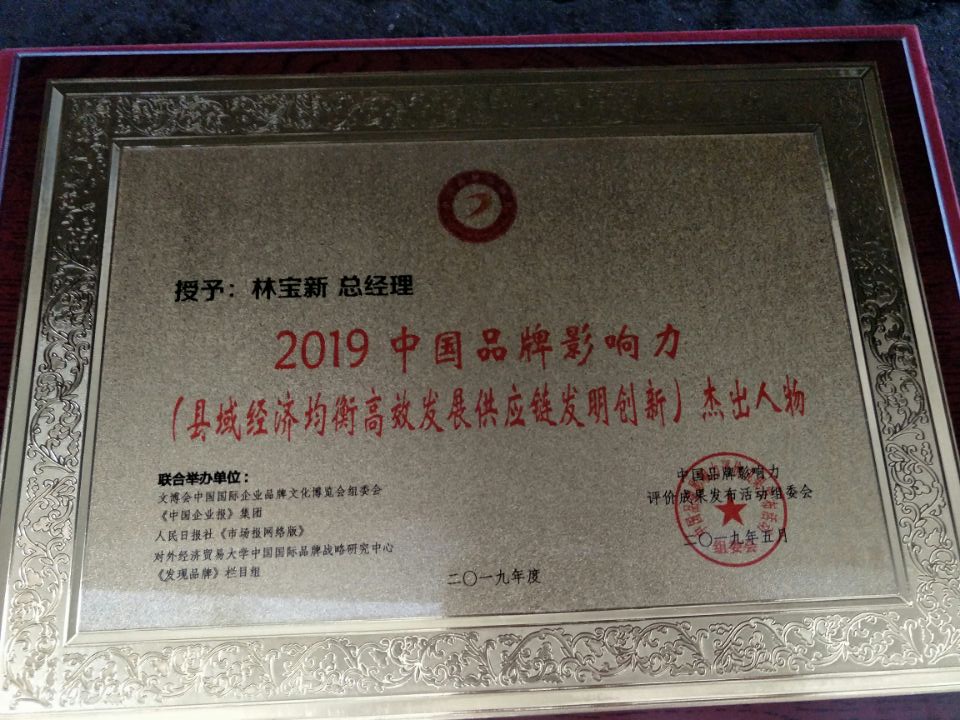 授予：林宝新 总经理
2019中国品牌影响力
（县域经济均衡高效发展供应链发明创新）杰出人物
联合举办单位：
文博会中国国际企业品牌文化博览会组委会
《中国企业报》集团
人民日报社《市场报网络版》
对外经济贸易大学中国国际品牌战略研究中心
《发现品牌》栏目组
中国品牌影响力
评价成果发布活动组委会
二〇一九年五月
组委会
二〇一九年度